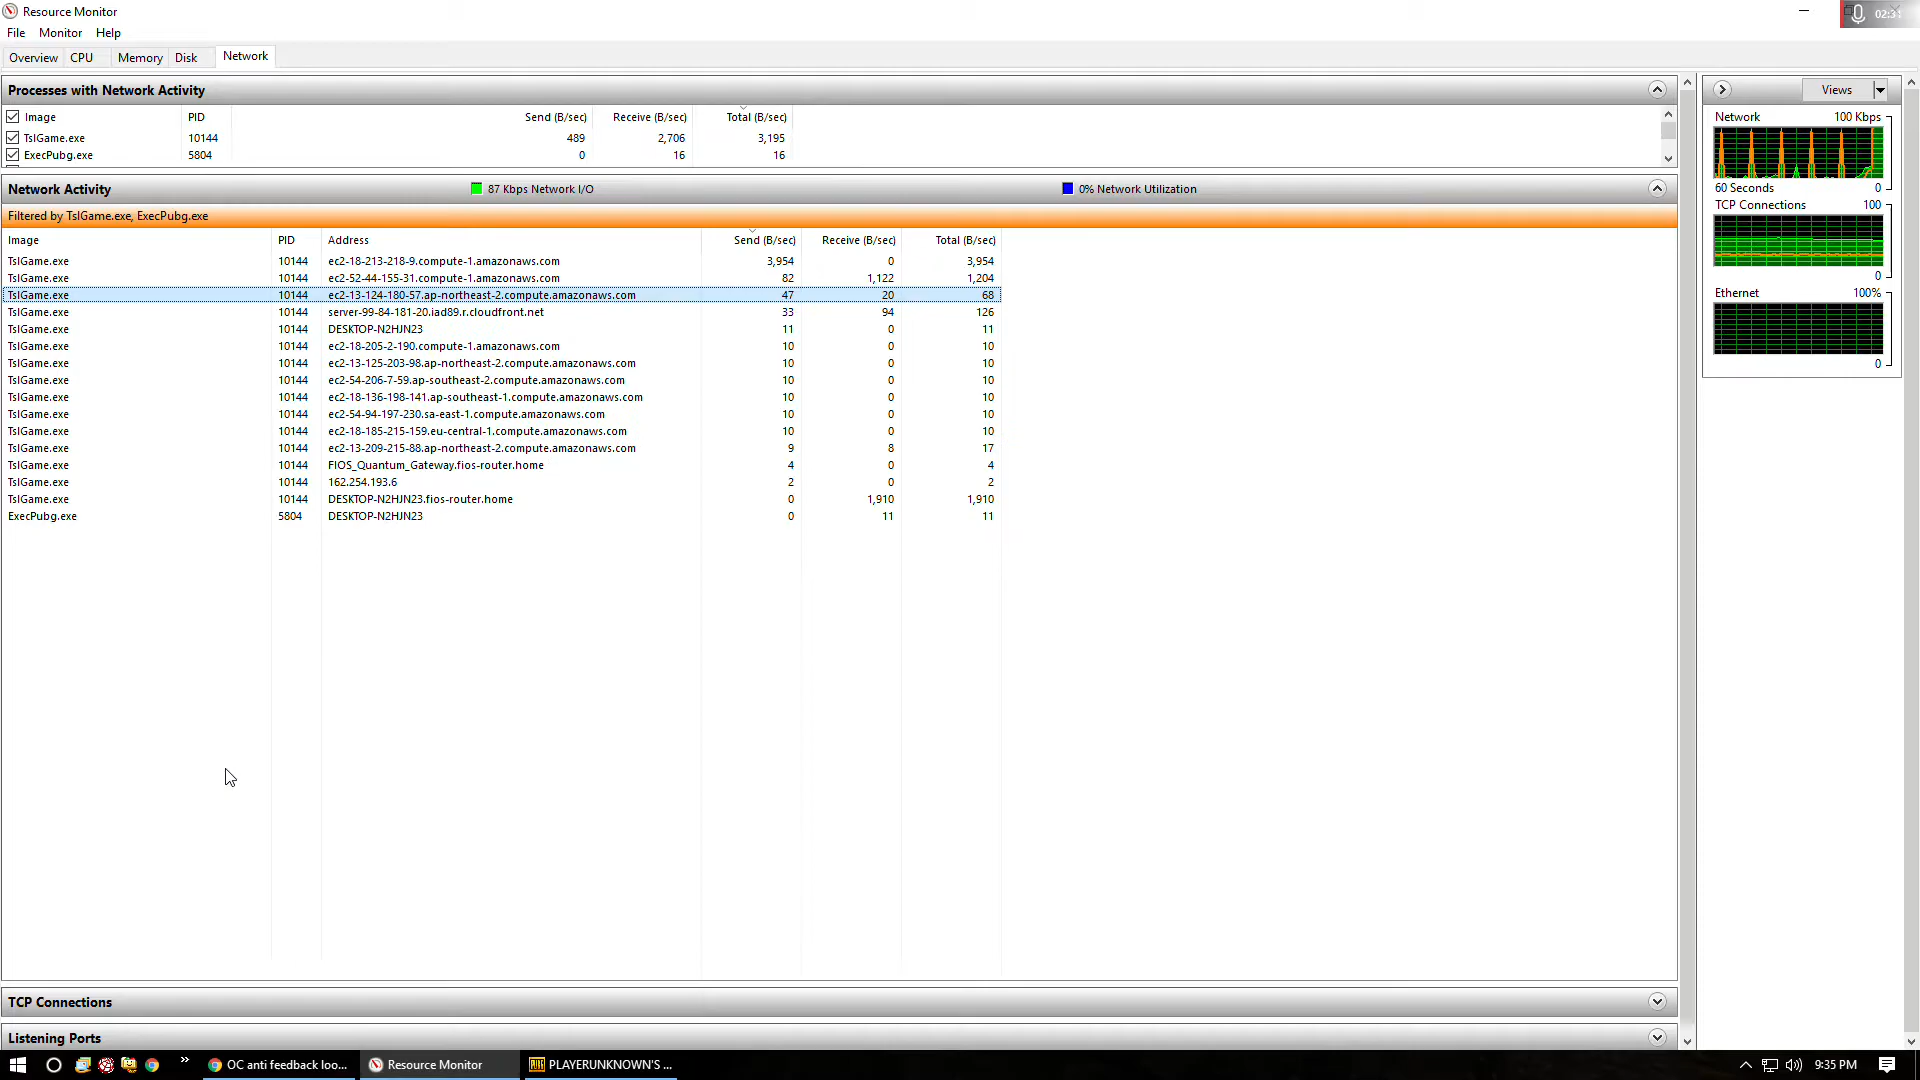 Resource Monitor
02:31
File Monitor Help
Overview CPU Memory Disk Network
Processes with Network Activity
Image PID Send (B/sec) Receive (B/sec) Total (B/sec)
TslGame.exe 10144 489 2,706 3,195
ExecPubg.exe 5804 0 16 16
Network Activity 87 Kbps Network I/O 0% Network Utilization
Filtered by TslGame.exe, ExecPubg.exe
Image PID Address Send (B/sec) Receive (B/sec) Total (B/sec)
TslGame.exe 10144 ec2-18-213-218-9.compute-1.amazonaws.com 3,954 0 3,954
TslGame.exe 10144 ec2-52-44-155-31.compute-1.amazonaws.com 82 1,122 1,204
TslGame.exe 10144 ec2-13-124-180-57.ap-northeast-2.compute.amazonaws.com 47 20 68
TslGame.exe 10144 server-99-84-181-20.iad89.r.cloudfront.net 33 94 126
TslGame.exe 10144 DESKTOP-N2HJN23 11 0 11
TslGame.exe 10144 ec2-18-205-2-190.compute-1.amazonaws.com 10 0 10
TslGame.exe 10144 ec2-13-125-203-98.ap-northeast-2.compute.amazonaws.com 10 0 10
TslGame.exe 10144 ec2-54-206-7-59.ap-southeast-2.compute.amazonaws.com 10 0 10
TslGame.exe 10144 ec2-18-136-198-141.ap-southeast-1.compute.amazonaws.com 10 0 10
TslGame.exe 10144 ec2-54-94-197-230.sa-east-1.compute.amazonaws.com 10 0 10
TslGame.exe 10144 ec2-18-185-215-159.eu-central-1.compute.amazonaws.com 10 0 10
TslGame.exe 10144 ec2-13-209-215-88.ap-northeast-2.compute.amazonaws.com 9 8 17
TslGame.exe 10144 FIOS_Quantum_Gateway.fios-router.home 4 0 4
TslGame.exe 10144 162.254.193.6 2 0 2
TslGame.exe 10144 DESKTOP-N2HJN23.fios-router.home 0 1,910 1,910
ExecPubg.exe 5804 DESKTOP-N2HJN23 0 11 11
TCP Connections
Listening Ports
Views
Network 100 Kbps
60 Seconds 0
TCP Connections 100
0
Ethernet 100%
0
OC anti feedback loo... Resource Monitor PLAYERUNKNOWN'S ... 9:35 PM